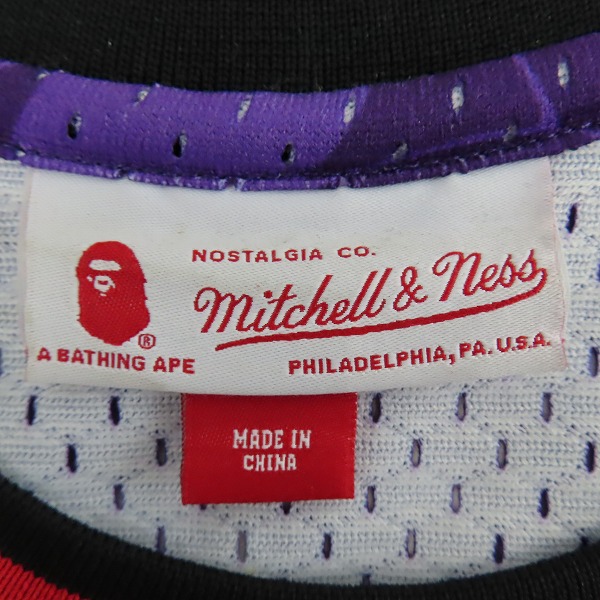 NOSTALGIA CO.
Mitchell & Ness
PHILADELPHIA, PA. U.S.A.
®
A BATHING APE
MADE IN
CHINA